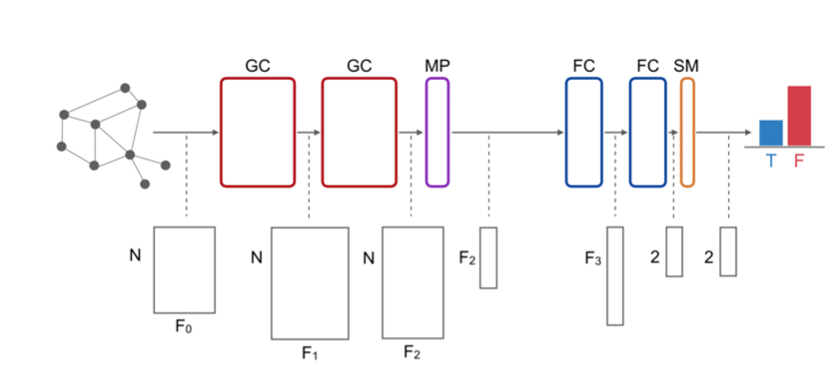 GC GC MP FC FC SM
T F
N N N F₂ F₃ 2 2
F₀
F₁ F₂